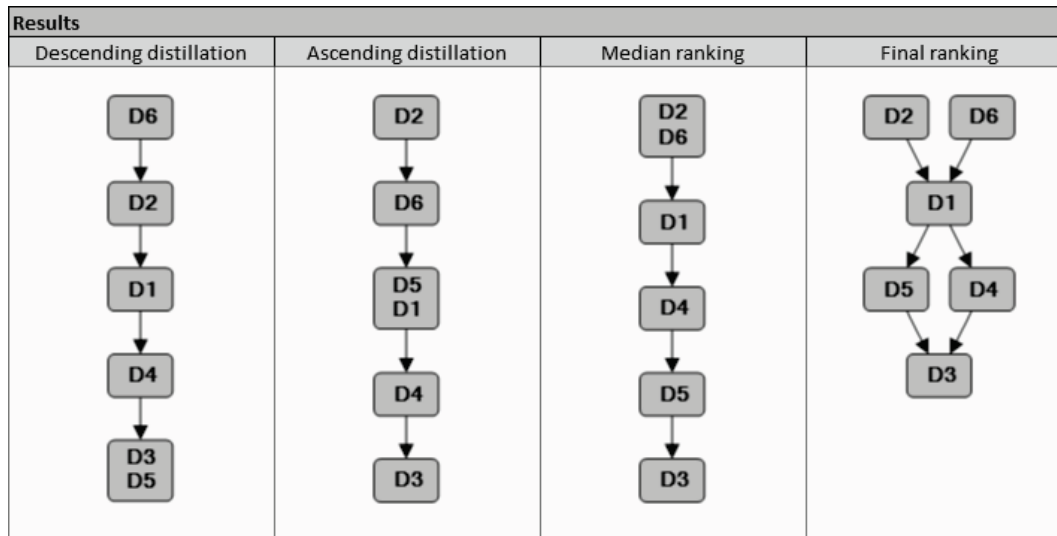 Results
Descending distillation
D6
D2
D1
D4
D3
D5
Ascending distillation
D2
D6
D5
D1
D4
D3
Median ranking
D2
D6
D1
D4
D5
D3
Final ranking
D2 D6
D1
D5 D4
D3